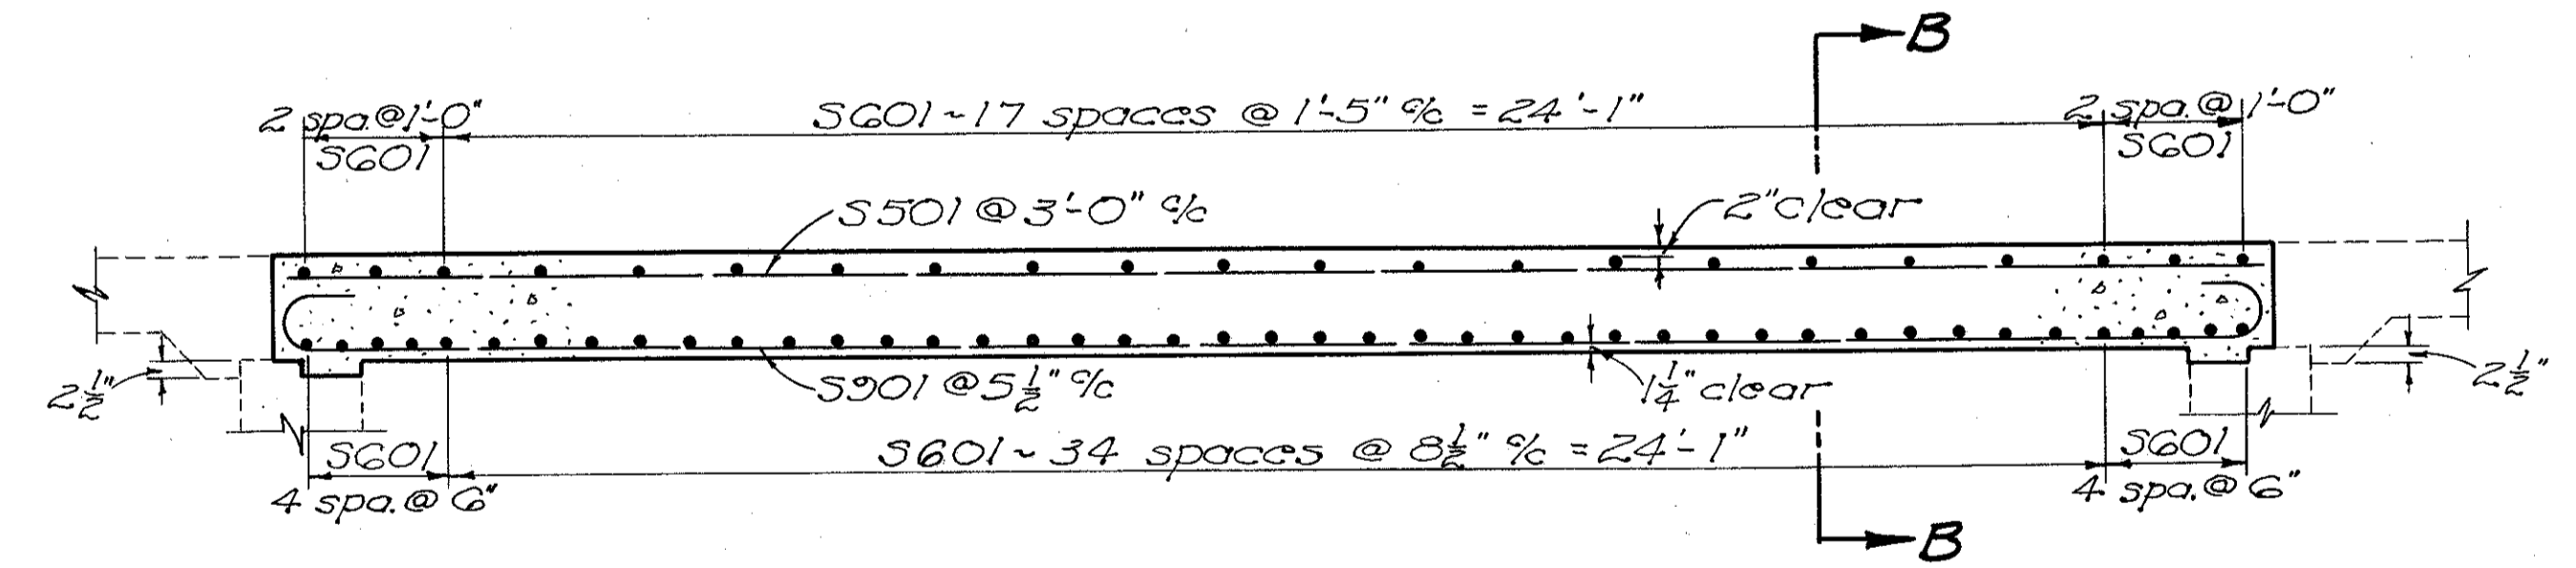 B
2 spa.@1'-0"
S601~17 spaces @ 1'-5" c/c = 24'-1"
2 spa.@1'-0"
S601
S601
S501 @ 3'-0" c/c
2" clear
2 1/2"
S901 @ 5 1/2" c/c
1 1/4" clear
2 1/2"
S601
S601~34 spaces @ 8 1/2" c/c = 24'-1"
S601
4 spa.@ 6"
4 spa.@ 6"
B